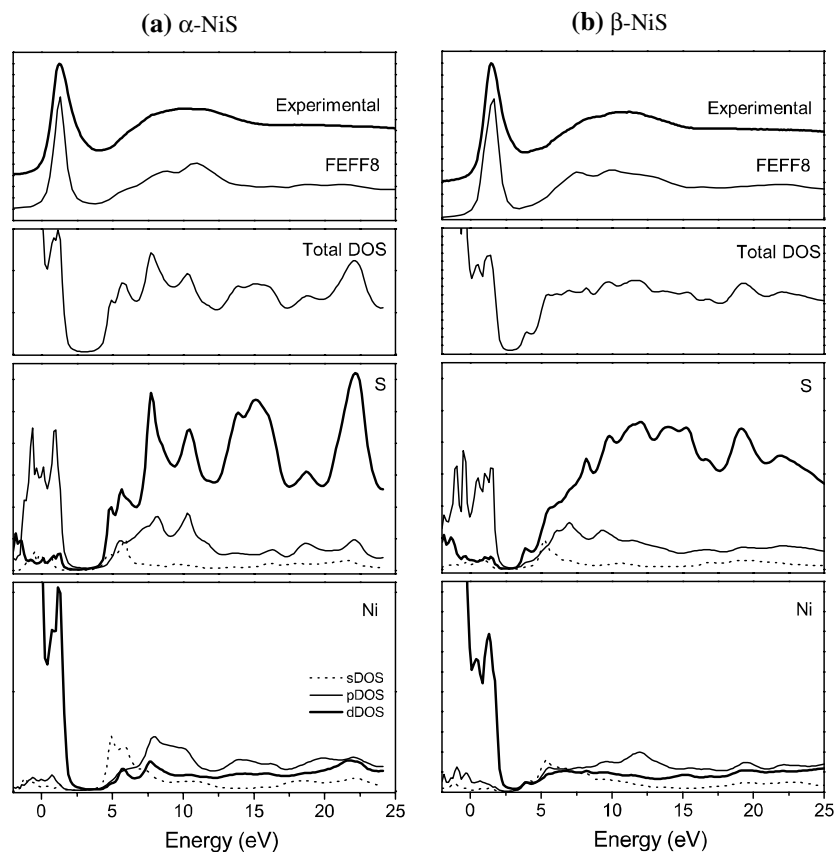 (a) α-NiS
Experimental
FEFF8
Total DOS
S
Ni
sDOS
pDOS
dDOS
0 5 10 15 20 25
Energy (eV)
(b) β-NiS
Experimental
FEFF8
Total DOS
S
Ni
0 5 10 15 20 25
Energy (eV)